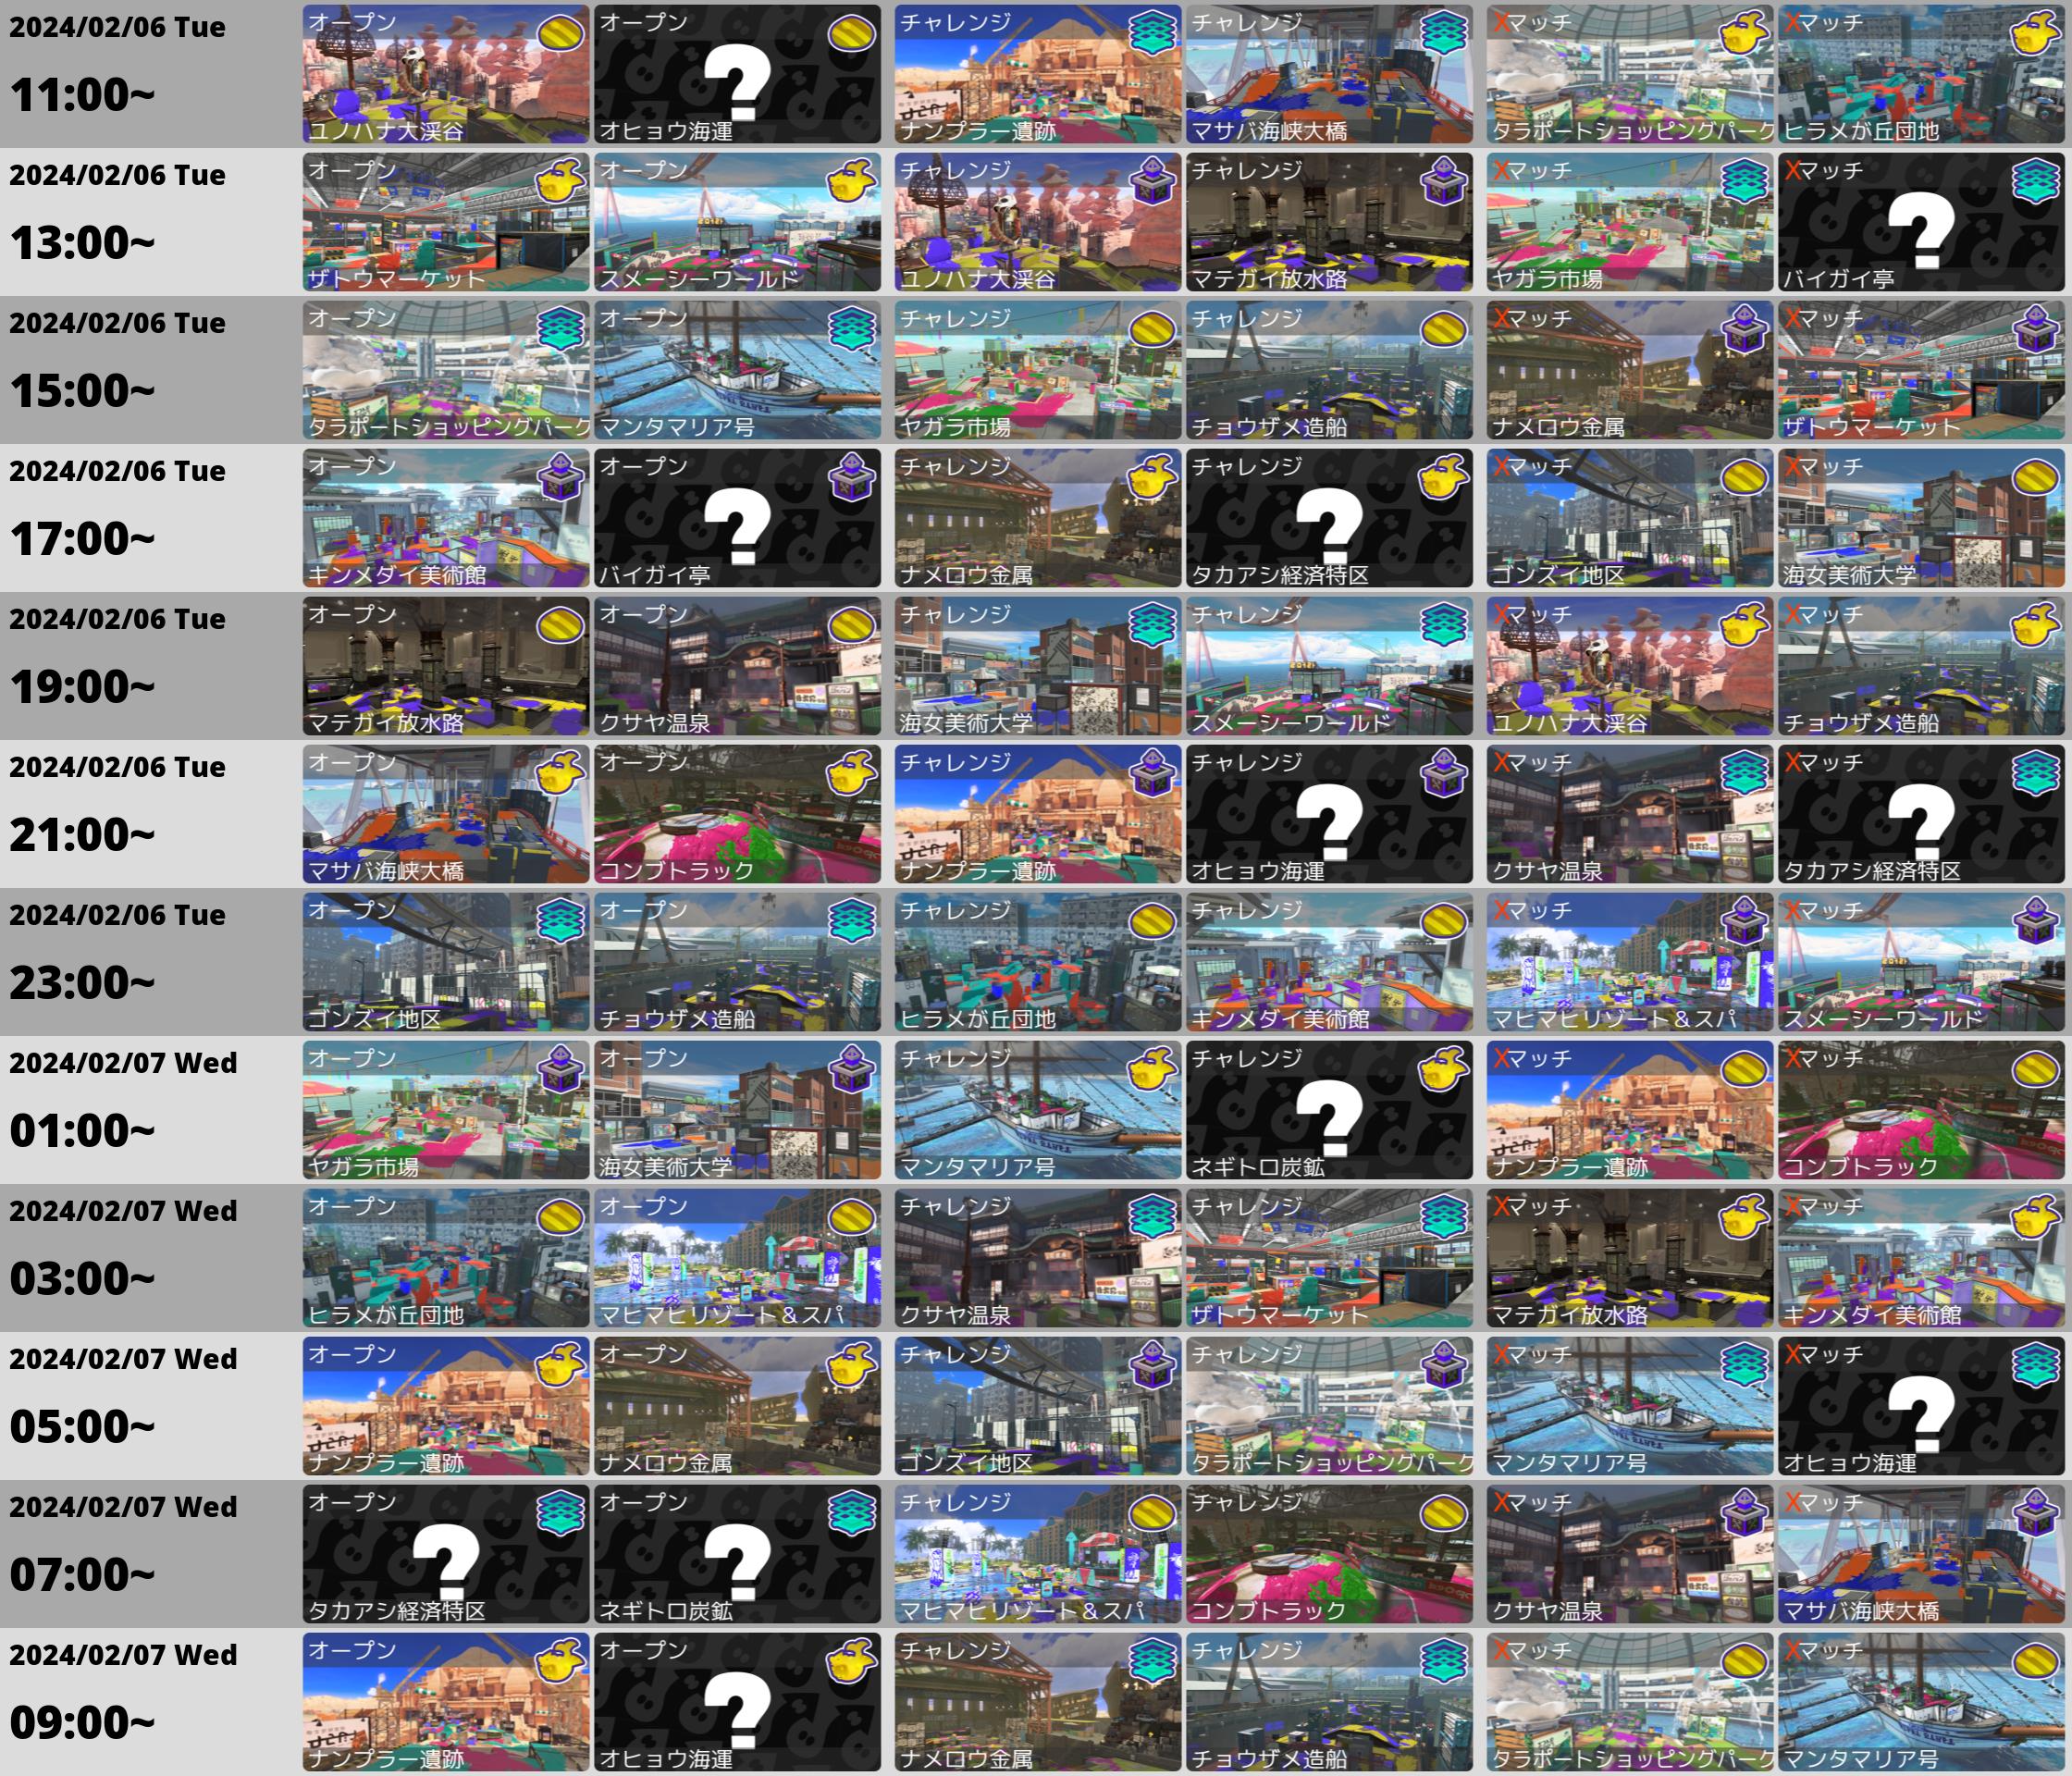 2024/02/06 Tue
11:00~
オープン
ユノハナ大渓谷
オープン
オヒョウ海運
チャレンジ
ナンプラー遺跡
チャレンジ
マサバ海峡大橋
Xマッチ
タラポートショッピングパーク
Xマッチ
ヒラメが丘団地
2024/02/06 Tue
13:00~
オープン
ザトウマーケット
オープン
スメーシーワールド
チャレンジ
ユノハナ大渓谷
チャレンジ
マテガイ放水路
Xマッチ
ヤガラ市場
Xマッチ
バイガイ亭
2024/02/06 Tue
15:00~
オープン
タラポートショッピングパーク
オープン
マンタマリア号
チャレンジ
ヤガラ市場
チャレンジ
チョウザメ造船
Xマッチ
ナメロウ金属
Xマッチ
ザトウマーケット
2024/02/06 Tue
17:00~
オープン
キンメダイ美術館
オープン
バイガイ亭
チャレンジ
ナメロウ金属
チャレンジ
タカアシ経済特区
Xマッチ
ゴンズイ地区
Xマッチ
海女美術大学
2024/02/06 Tue
19:00~
オープン
マテガイ放水路
オープン
クサヤ温泉
チャレンジ
海女美術大学
チャレンジ
スメーシーワールド
Xマッチ
ユノハナ大渓谷
Xマッチ
チョウザメ造船
2024/02/06 Tue
21:00~
オープン
マサバ海峡大橋
オープン
コンブトラック
チャレンジ
ナンプラー遺跡
チャレンジ
オヒョウ海運
Xマッチ
クサヤ温泉
Xマッチ
タカアシ経済特区
2024/02/06 Tue
23:00~
オープン
ゴンズイ地区
オープン
チョウザメ造船
チャレンジ
ヒラメが丘団地
チャレンジ
キンメダイ美術館
Xマッチ
マヒマヒリゾート＆スパ
Xマッチ
スメーシーワールド
2024/02/07 Wed
01:00~
オープン
ヤガラ市場
オープン
海女美術大学
チャレンジ
マンタマリア号
チャレンジ
ネギトロ炭鉱
Xマッチ
ナンプラー遺跡
Xマッチ
コンブトラック
2024/02/07 Wed
03:00~
オープン
ヒラメが丘団地
オープン
マヒマヒリゾート＆スパ
チャレンジ
クサヤ温泉
チャレンジ
ザトウマーケット
Xマッチ
マテガイ放水路
Xマッチ
キンメダイ美術館
2024/02/07 Wed
05:00~
オープン
ナンプラー遺跡
オープン
ナメロウ金属
チャレンジ
ゴンズイ地区
チャレンジ
タラポートショッピングパーク
Xマッチ
マンタマリア号
Xマッチ
オヒョウ海運
2024/02/07 Wed
07:00~
オープン
タカアシ経済特区
オープン
ネギトロ炭鉱
チャレンジ
マヒマヒリゾート＆スパ
チャレンジ
コンブトラック
Xマッチ
クサヤ温泉
Xマッチ
マサバ海峡大橋
2024/02/07 Wed
09:00~
オープン
ナンプラー遺跡
オープン
オヒョウ海運
チャレンジ
ナメロウ金属
チャレンジ
チョウザメ造船
Xマッチ
タラポートショッピングパーク
Xマッチ
マンタマリア号